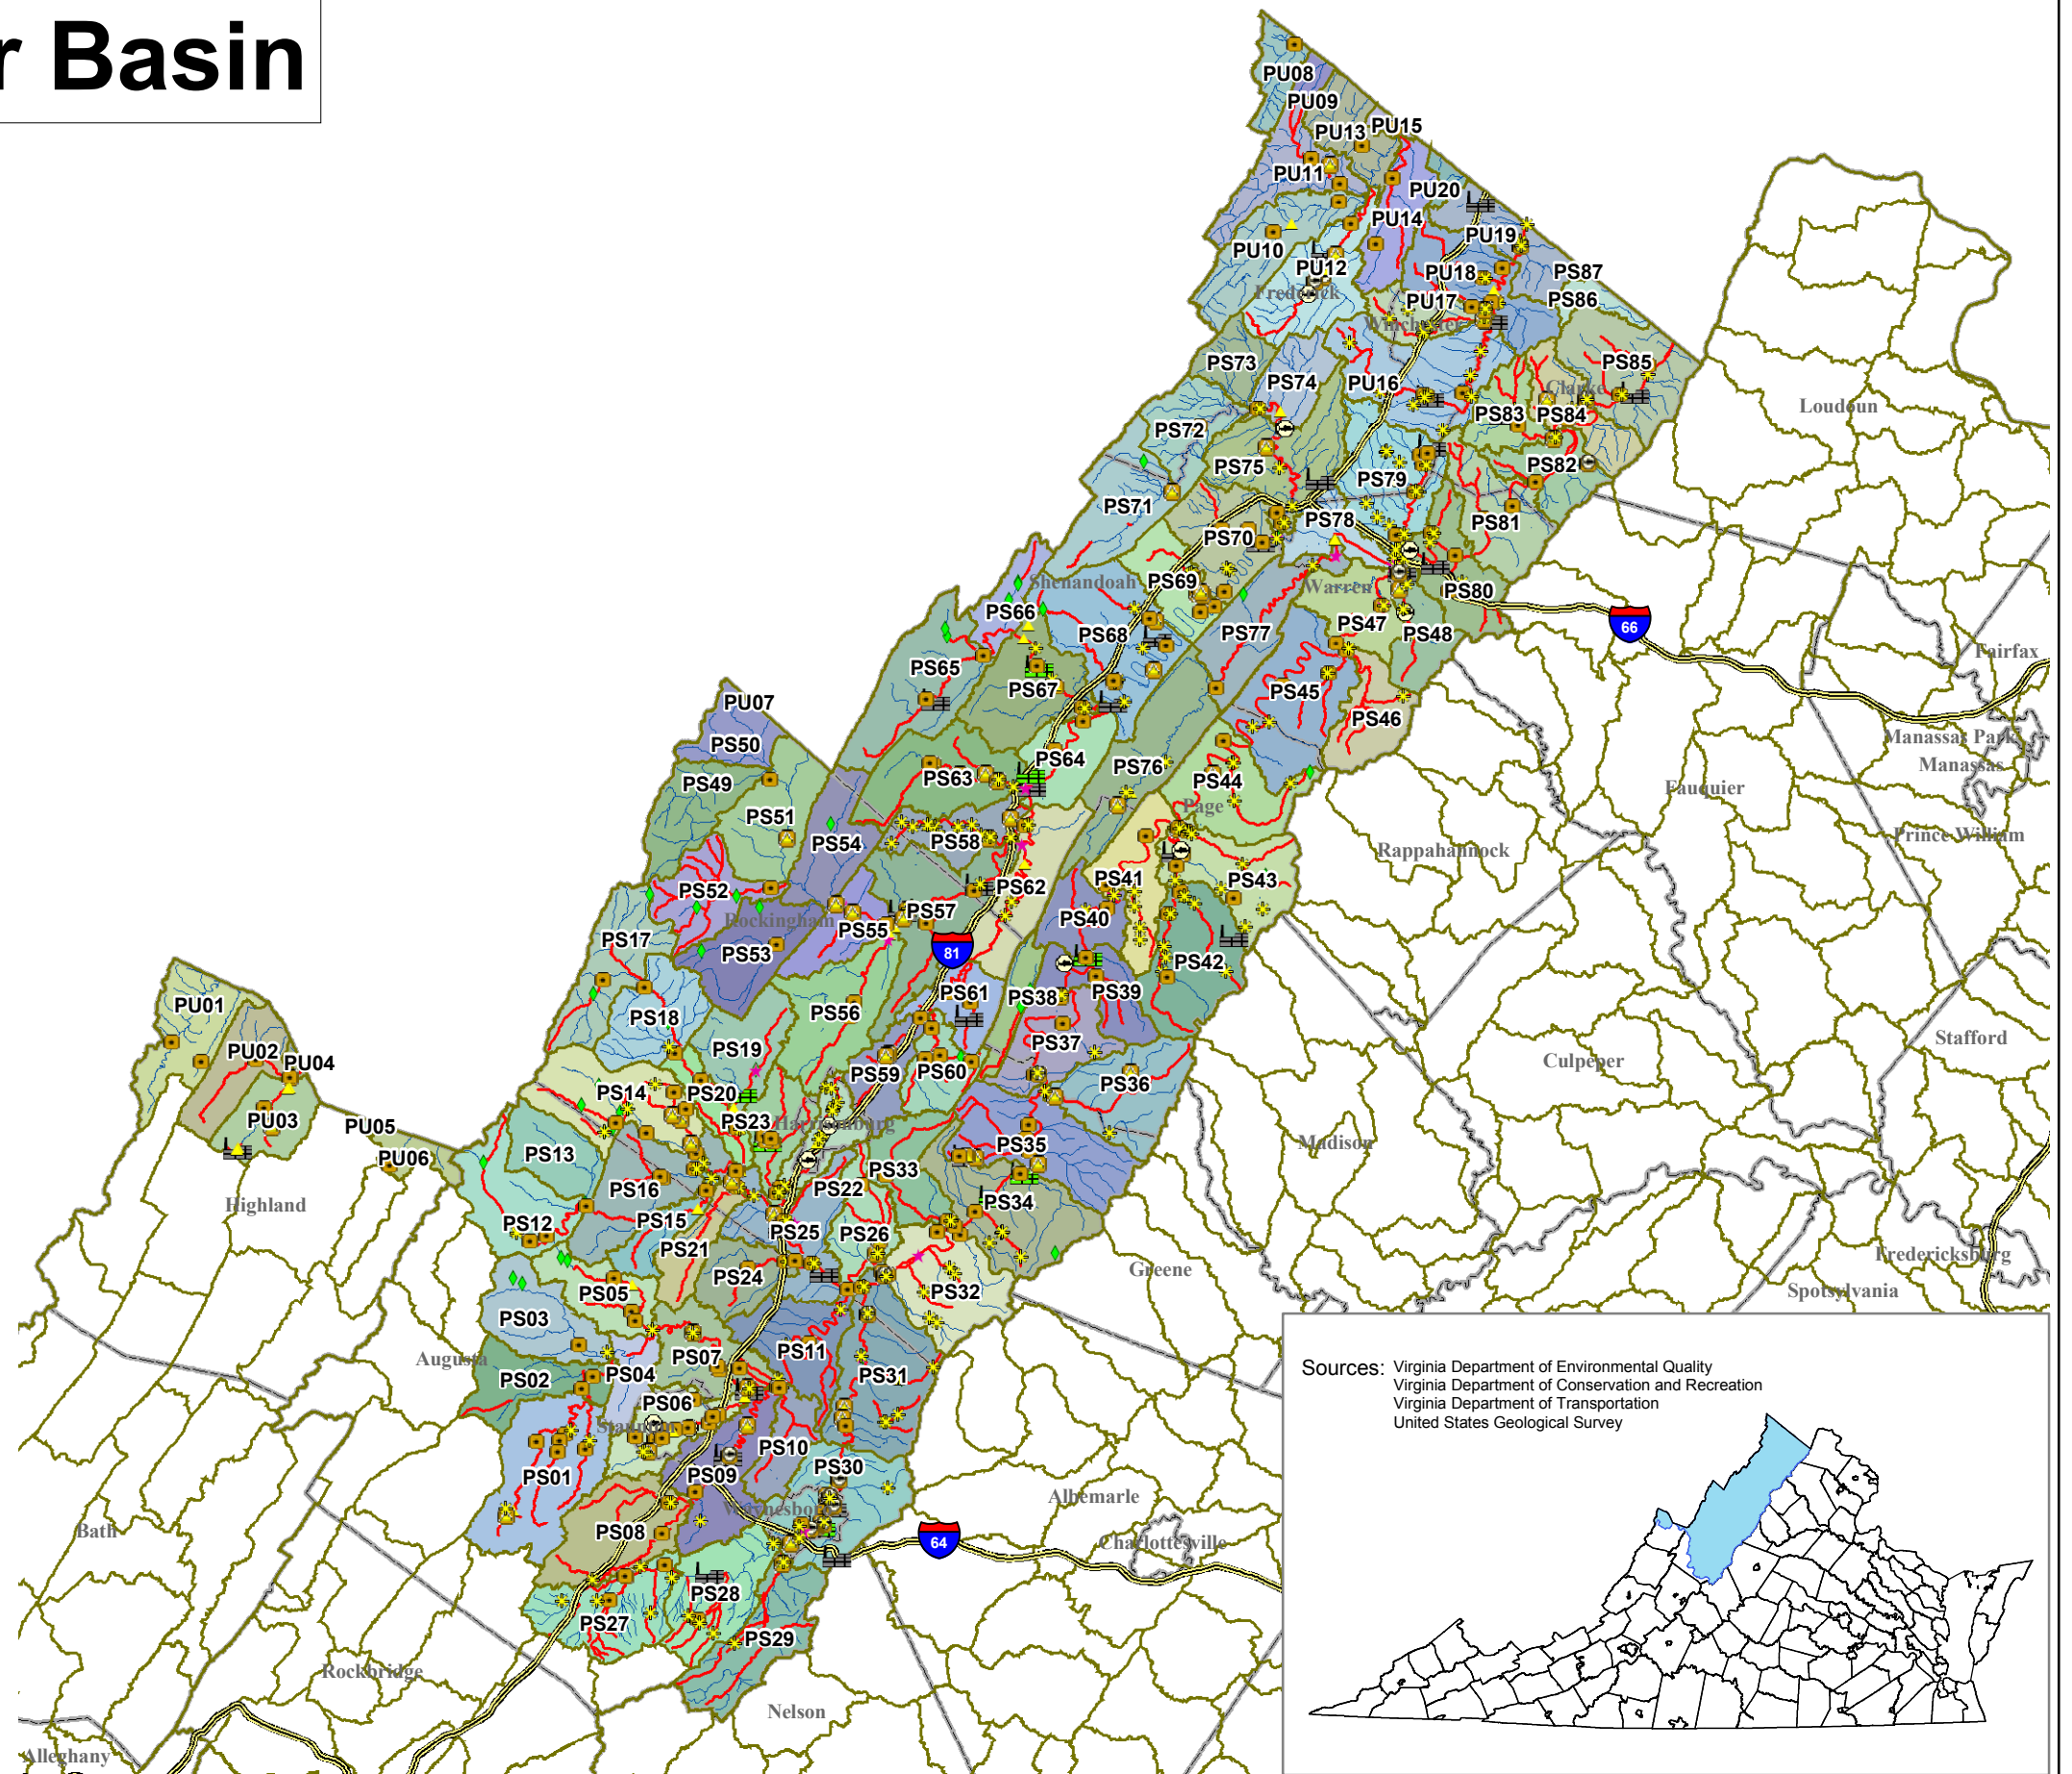 r Basin
PU08
PU09
PU13
PU15
PU11
PU20
PU14
PU10
PU19
PU12
PU18
PS87
Frederick
PU17
PS86
Winchester
PS73
PS85
PS74
PU16
Clarke
Loudoun
PS83
PS84
PS72
PS75
PS82
PS79
PS71
PS78
PS81
PS70
Shenandoah
PS69
Warren
PS80
PS66
PS47
66
PS68
PS77
PS48
Fairfax
PS65
PS67
PS45
PU07
PS46
PS50
Manassas Park
PS64
PS76
Manassas
PS49
PS63
PS44
Fauquier
Page
PS51
PS54
PS58
Prince William
Rappahannock
PS52
PS62
PS41
PS43
Rockingham
PS57
PS40
PS55
PS17
PS53
81
PS42
PS61
PS38
PS39
PU01
PS18
PS56
Stafford
PU02
PS19
PS37
PU04
Culpeper
PS59
PS60
PS36
PS14
PS20
PU03
PS23
Harrisonburg
PU05
PS35
Madison
PU06
PS13
PS33
PS16
PS22
Highland
PS34
PS12
PS15
PS25
PS26
PS21
Fredericksburg
PS24
Greene
PS05
PS32
Spotsylvania
PS03
PS11
Augusta
PS07
PS04
PS31
PS02
PS06
Staunton
PS10
PS30
PS01
PS09
Albemarle
Waynesboro
Bath
PS08
64
Charlottesville
PS28
PS27
PS29
Rockbridge
Nelson
Alleghany
Sources: Virginia Department of Environmental Quality
Virginia Department of Conservation and Recreation
Virginia Department of Transportation
United States Geological Survey